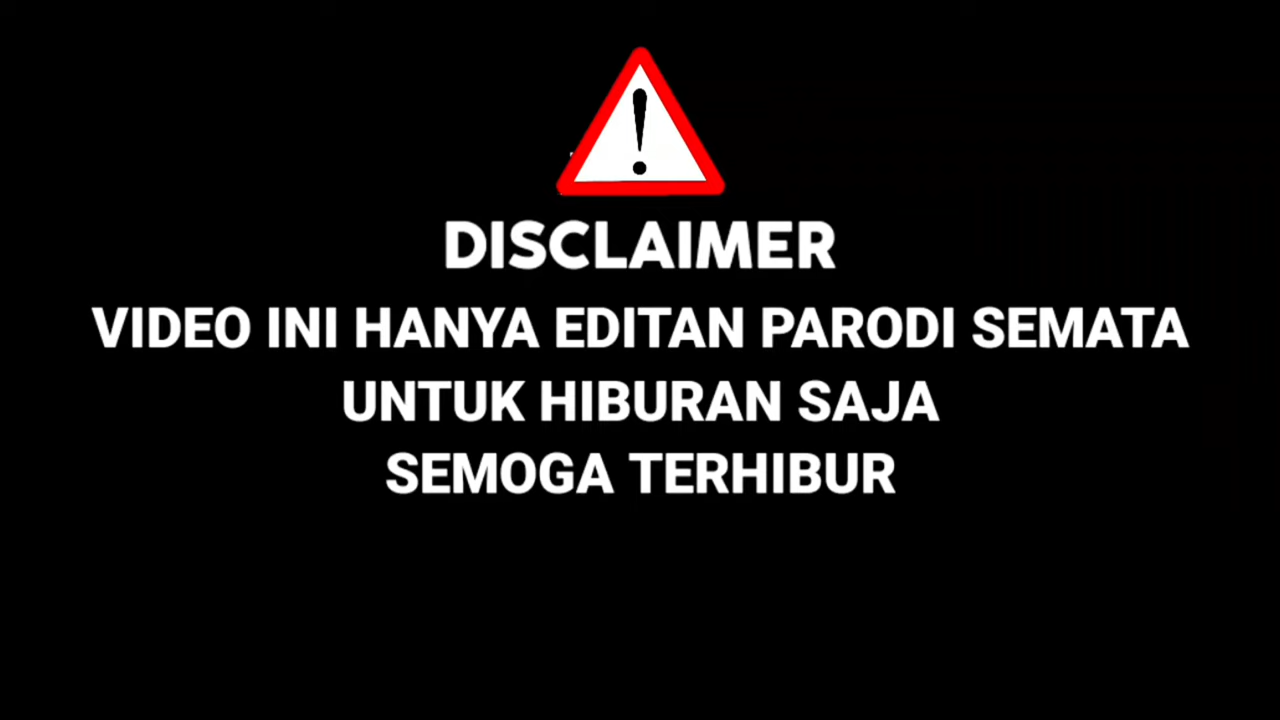 DISCLAIMER
VIDEO INI HANYA EDITAN PARODI SEMATA
UNTUK HIBURAN SAJA
SEMOGA TERHIBUR